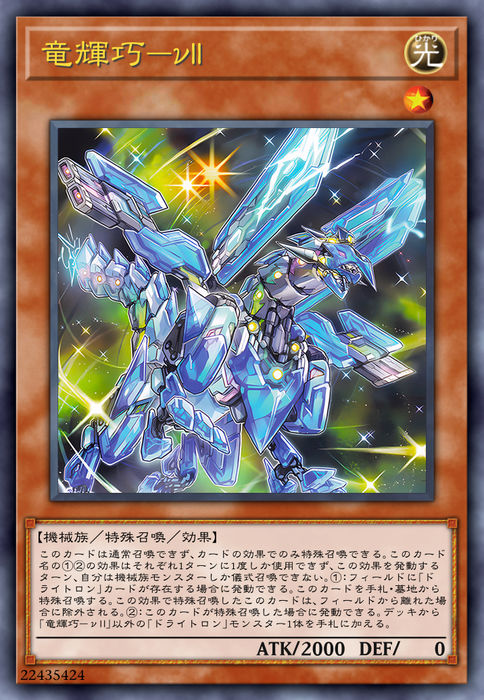 竜輝巧－νⅡ
ひかり
光
【機械族／特殊召喚／効果】
このカードは通常召喚できず、カードの効果でのみ特殊召喚できる。このカード
名の①②の効果はそれぞれ1ターンに1度しか使用できず、この効果を発動する
ターン、自分は機械族モンスターしか儀式召喚できない。①：フィールドに「ド
ライトロン」カードが存在する場合に発動できる。このカードを手札・墓地から
特殊召喚する。この効果で特殊召喚したこのカードは、フィールドから離れた場合
に除外される。②：このカードが特殊召喚した場合に発動できる。デッキから
「竜輝巧－νⅡ」以外の「ドライトロン」モンスター1体を手札に加える。
ATK/2000 DEF/ 0
22435424